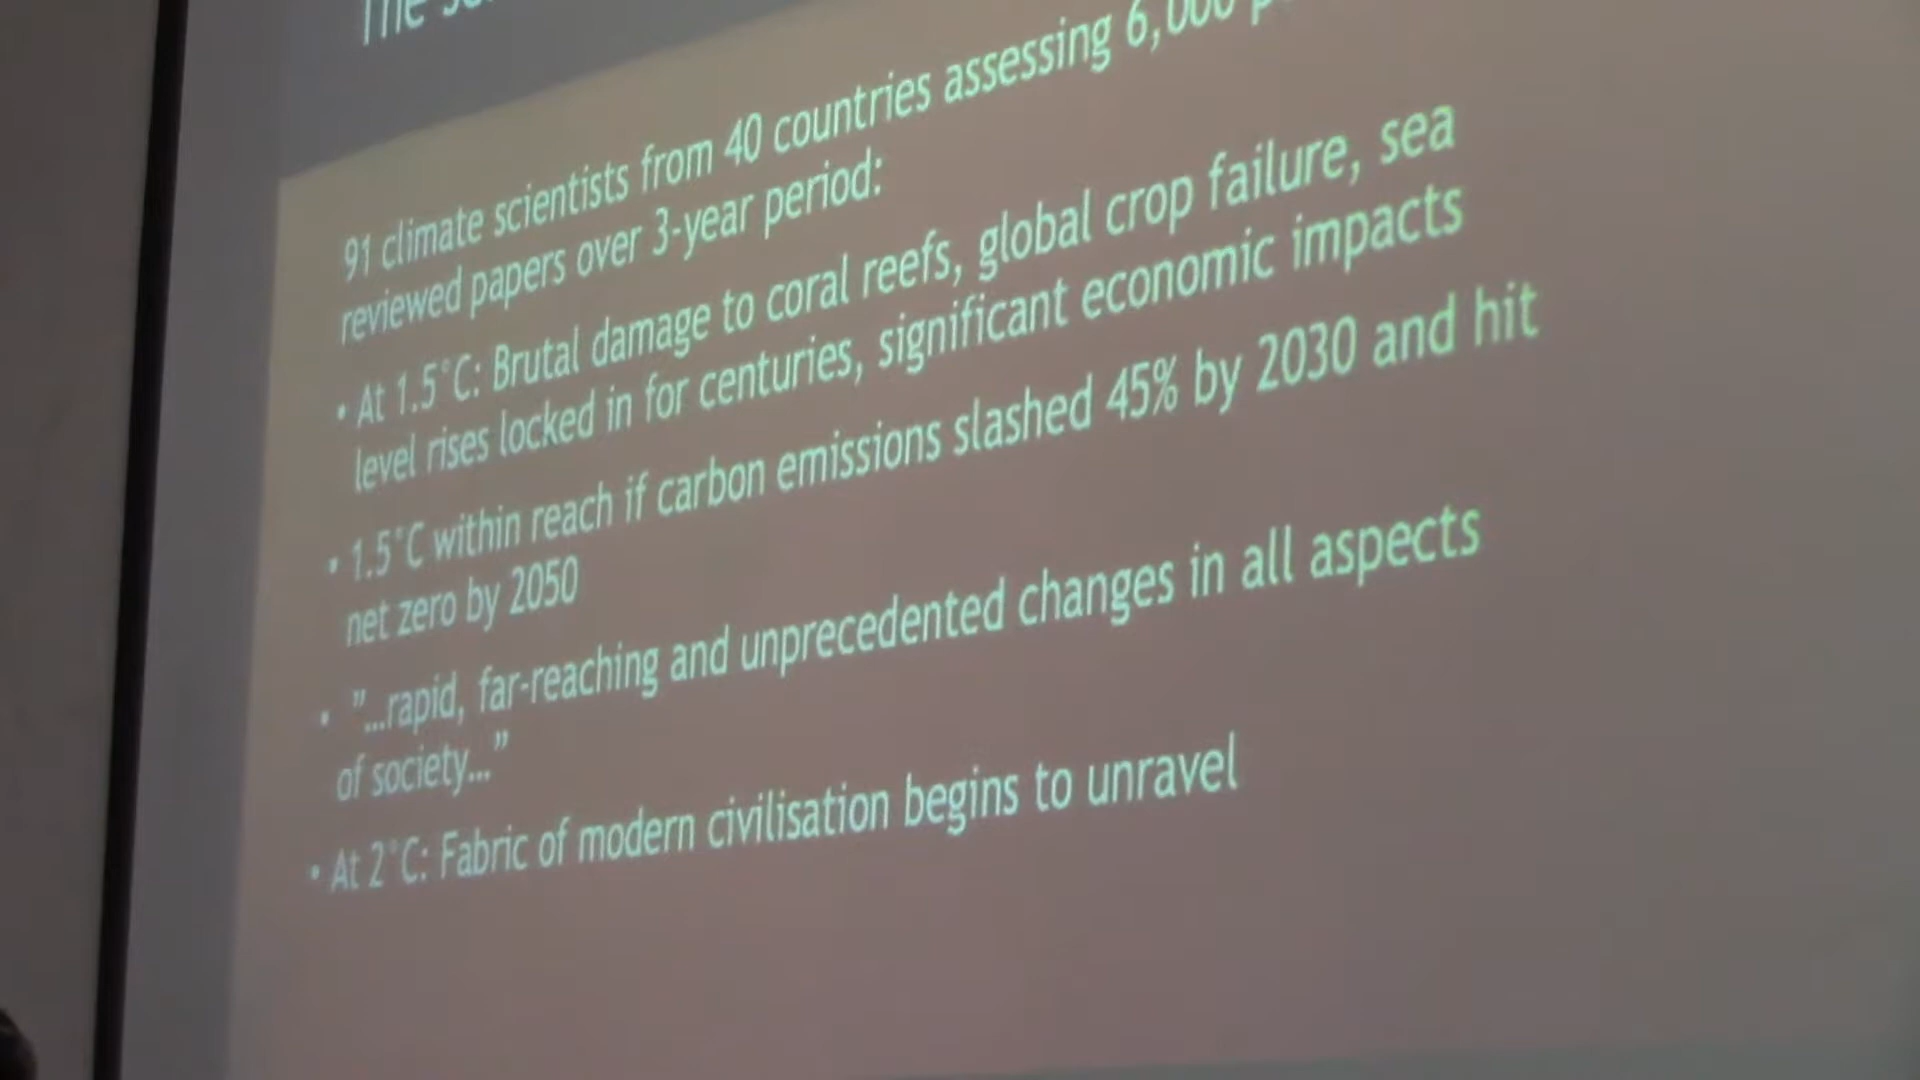 The
91 climate scientists from 40 countries assessing 6,000
reviewed papers over 3-year period:
• At 1.5°C: Brutal damage to coral reefs, global crop failure, sea
level rises locked in for centuries, significant economic impacts
• 1.5°C within reach if carbon emissions slashed 45% by 2030 and hit
net zero by 2050
• ”...rapid, far-reaching and unprecedented changes in all aspects
of society...”
• At 2°C: Fabric of modern civilisation begins to unravel